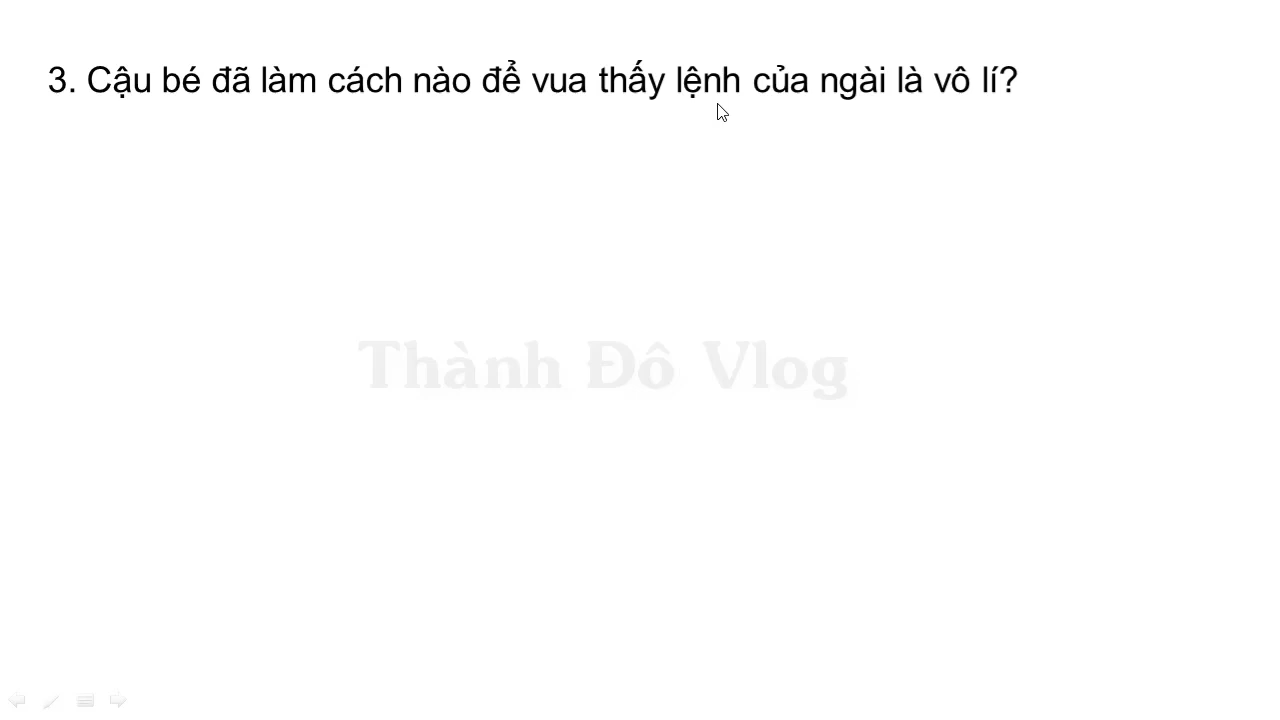 3. Cậu bé đã làm cách nào để vua thấy lệnh của ngài là vô lí?
Thành Đô Vlog